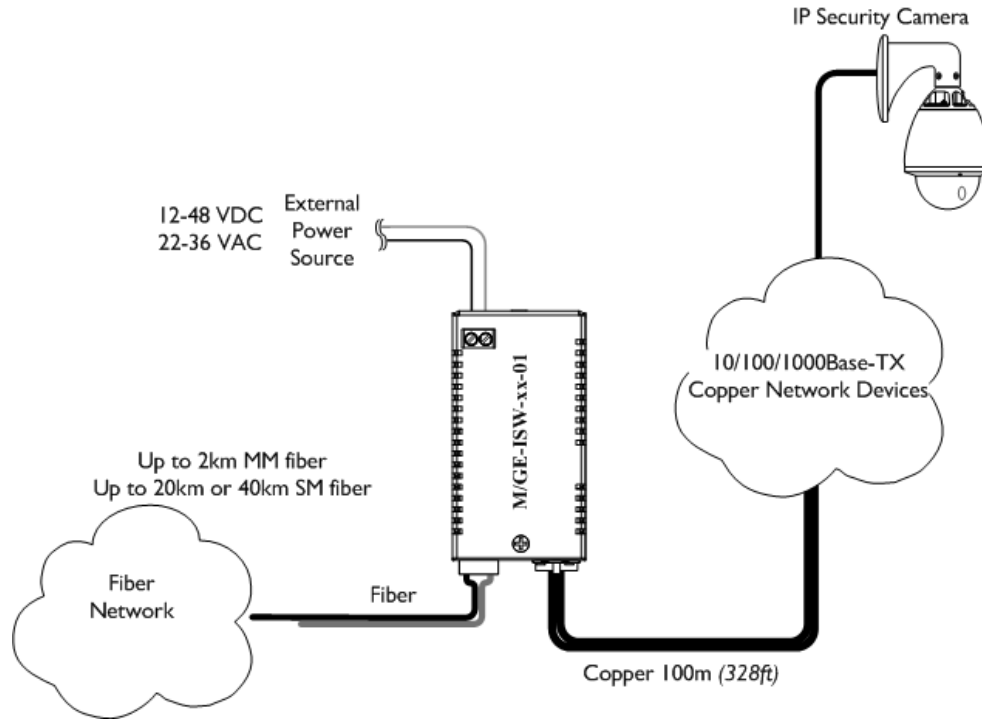 IP Security Camera
12-48 VDC
22-36 VAC
External
Power
Source
M/GE-ISW-xx-01
10/100/1000Base-TX
Copper Network Devices
Up to 2km MM fiber
Up to 20km or 40km SM fiber
Fiber
Network
Fiber
Copper 100m (328ft)